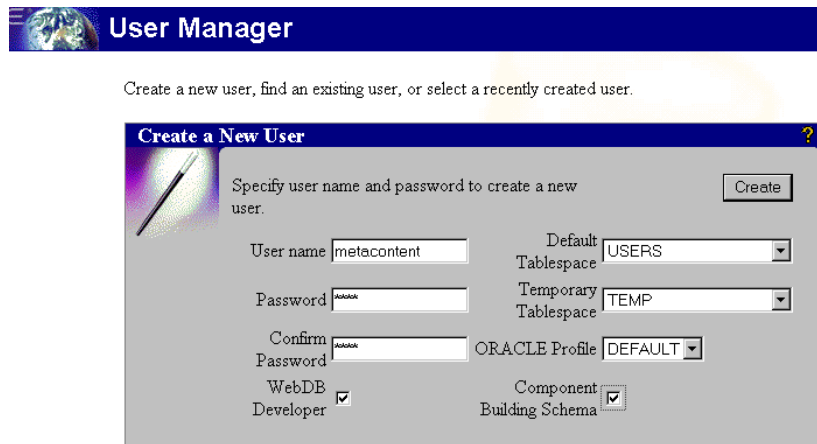 User Manager
Create a new user, find an existing user, or select a recently created user.
Create a New User
?
Specify user name and password to create a new
user.
Create
User name
metacontent
Default
Tablespace
USERS
Password
****
Temporary
Tablespace
TEMP
Confirm
Password
****
ORACLE Profile
DEFAULT
WebDB
Developer
Component
Building Schema